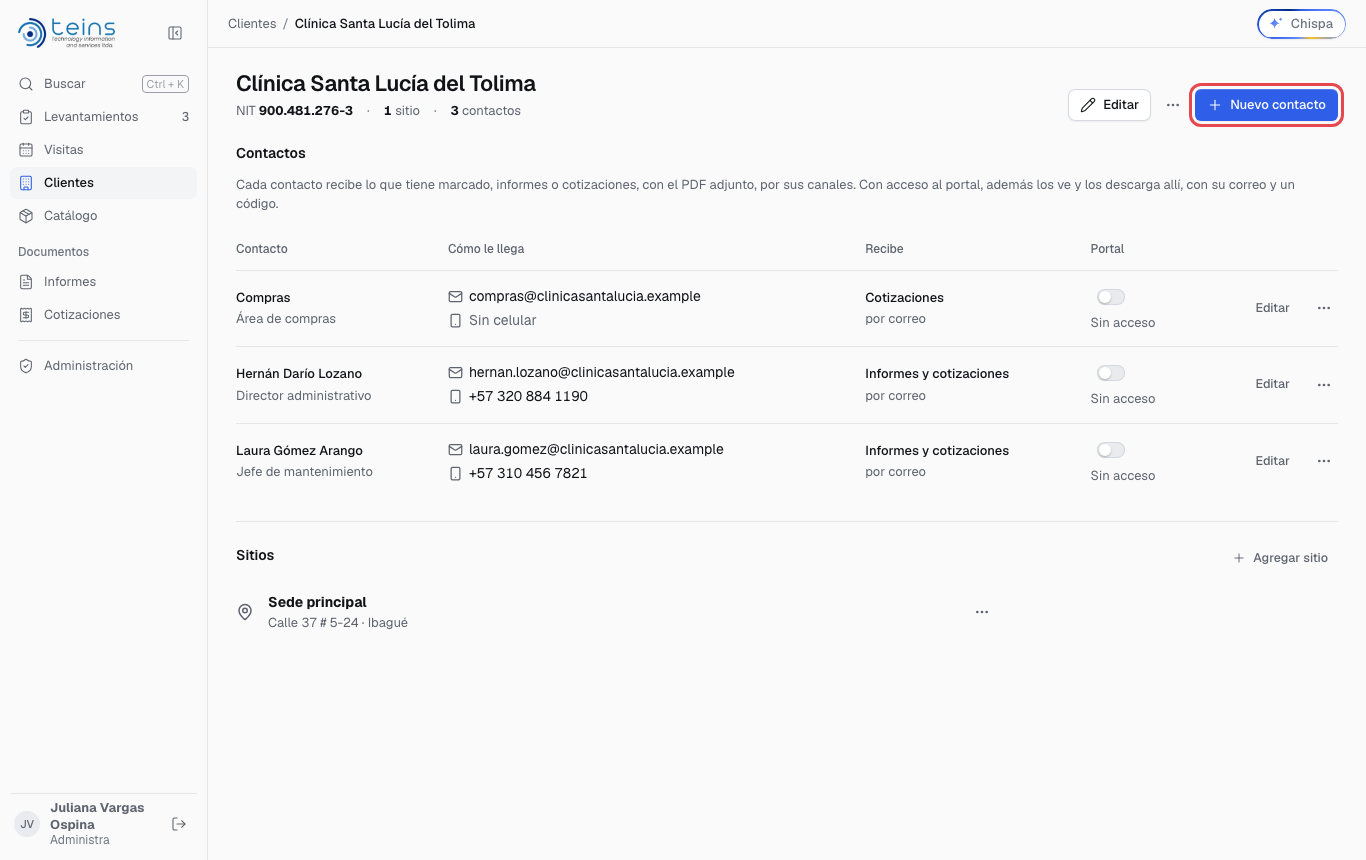 teins
Technology information
and services ltda.
Buscar
Ctrl + K
Levantamientos
3
Visitas
Clientes
Catálogo
Documentos
Informes
Cotizaciones
Administración
JV
Juliana Vargas
Ospina
Administra
Clientes / Clínica Santa Lucía del Tolima
Chispa
Clínica Santa Lucía del Tolima
NIT 900.481.276-3 · 1 sitio · 3 contactos
Editar
Nuevo contacto
Contactos
Cada contacto recibe lo que tiene marcado, informes o cotizaciones, con el PDF adjunto, por sus canales. Con acceso al portal, además los ve y los descarga allí, con su correo y un
código.
Contacto
Cómo le llega
Recibe
Portal
Compras
Área de compras
compras@clinicasantalucia.example
Sin celular
Cotizaciones
por correo
Sin acceso
Editar
Hernán Darío Lozano
Director administrativo
hernan.lozano@clinicasantalucia.example
+57 320 884 1190
Informes y cotizaciones
por correo
Sin acceso
Editar
Laura Gómez Arango
Jefe de mantenimiento
laura.gomez@clinicasantalucia.example
+57 310 456 7821
Informes y cotizaciones
por correo
Sin acceso
Editar
Sitios
Agregar sitio
Sede principal
Calle 37 # 5-24 · Ibagué